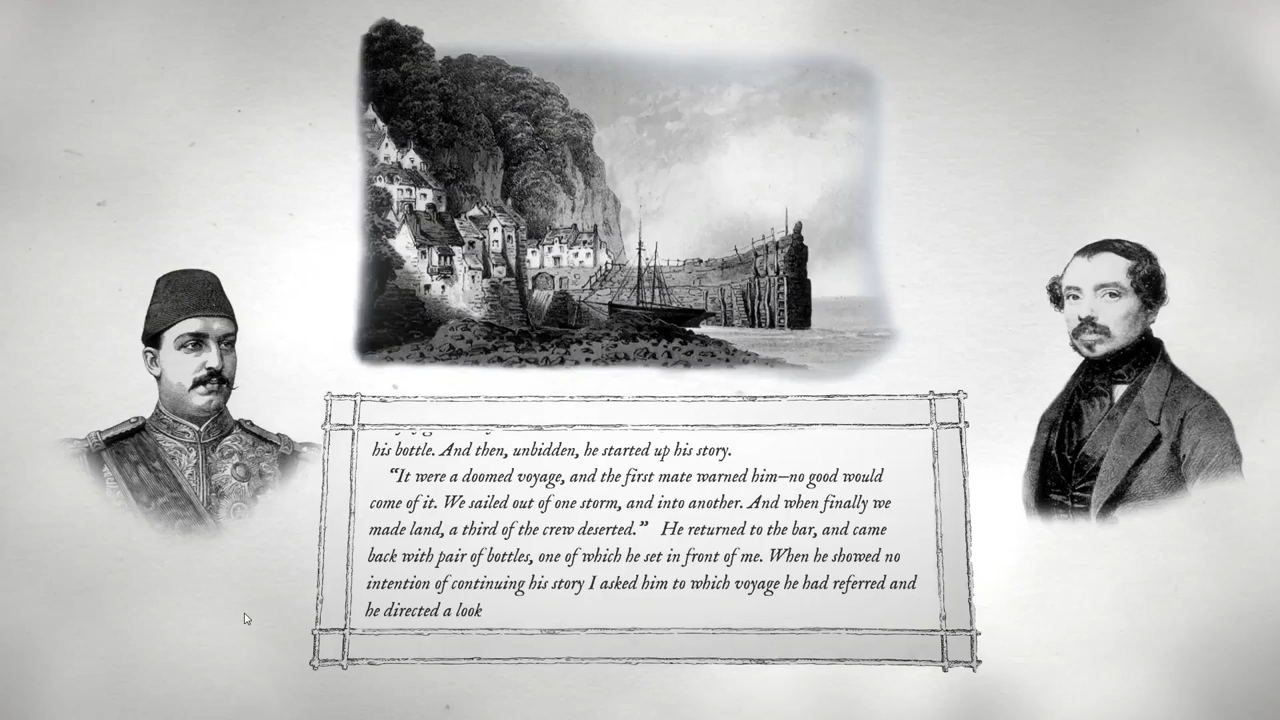 his bottle. And then, unbidden, he started up his story.
“It were a doomed voyage, and the first mate warned him—no good would
come of it. We sailed out of one storm, and into another. And when finally we
made land, a third of the crew deserted.” He returned to the bar, and came
back with pair of bottles, one of which he set in front of me. When he showed no
intention of continuing his story I asked him to which voyage he had referred and
he directed a look